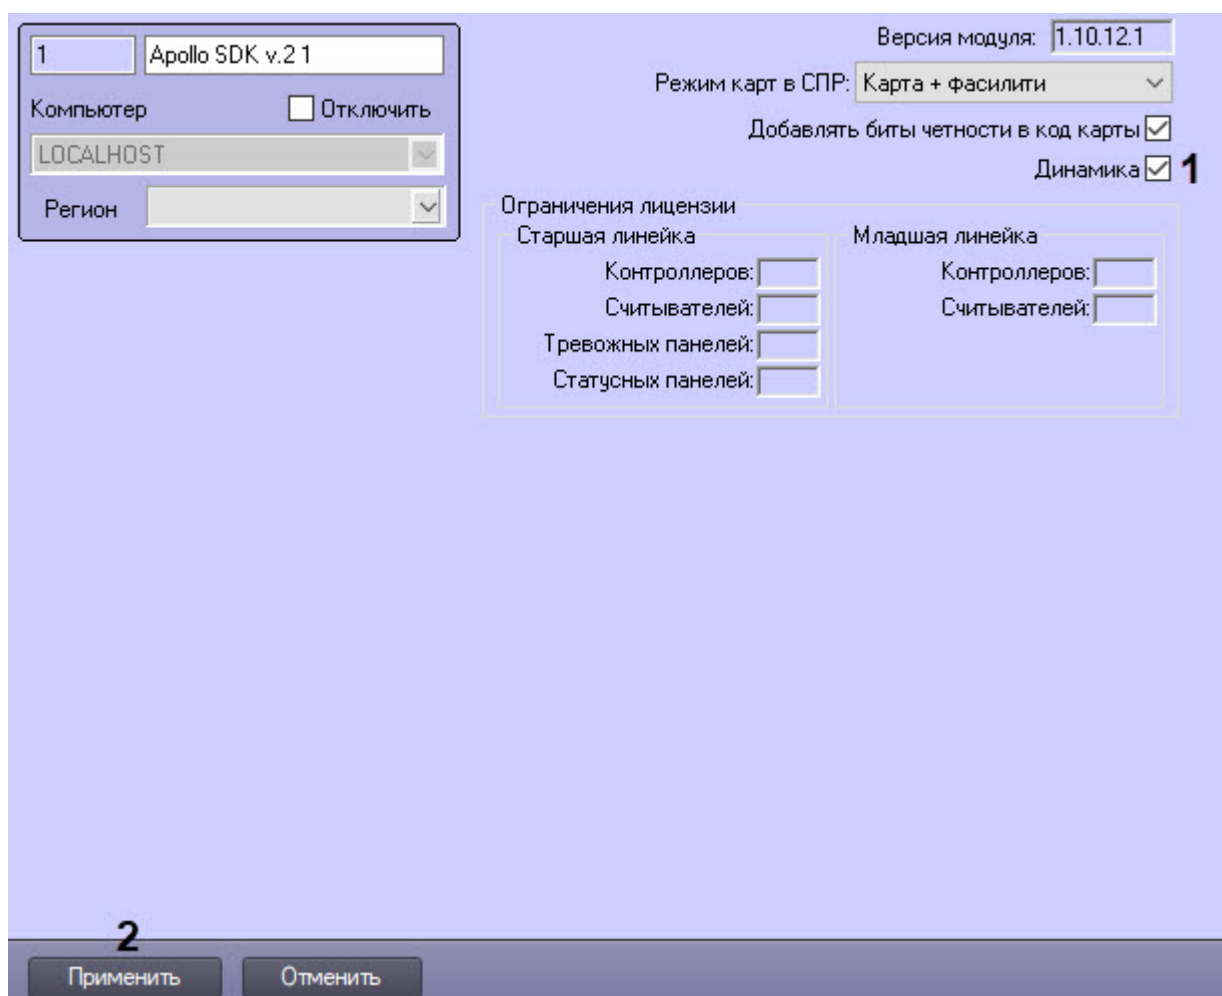 1 Apollo SDK v.2 1
Компьютер Отключить
LOCALHOST
Регион
Версия модуля: 1.10.12.1
Режим карт в СПР: Карта + фасилити
Добавлять биты четности в код карты
Динамика 1
Ограничения лицензии
Старшая линейка
Контроллеров:
Считывателей:
Тревожных панелей:
Статусных панелей:
Младшая линейка
Контроллеров:
Считывателей:
2
Применить Отменить